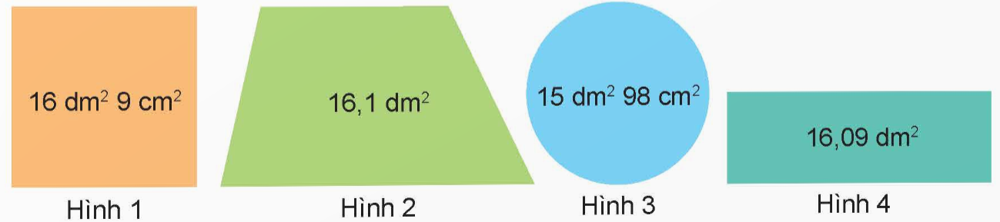 16 dm² 9 cm²
16,1 dm²
15 dm² 98 cm²
16,09 dm²
Hình 1
Hình 2
Hình 3
Hình 4